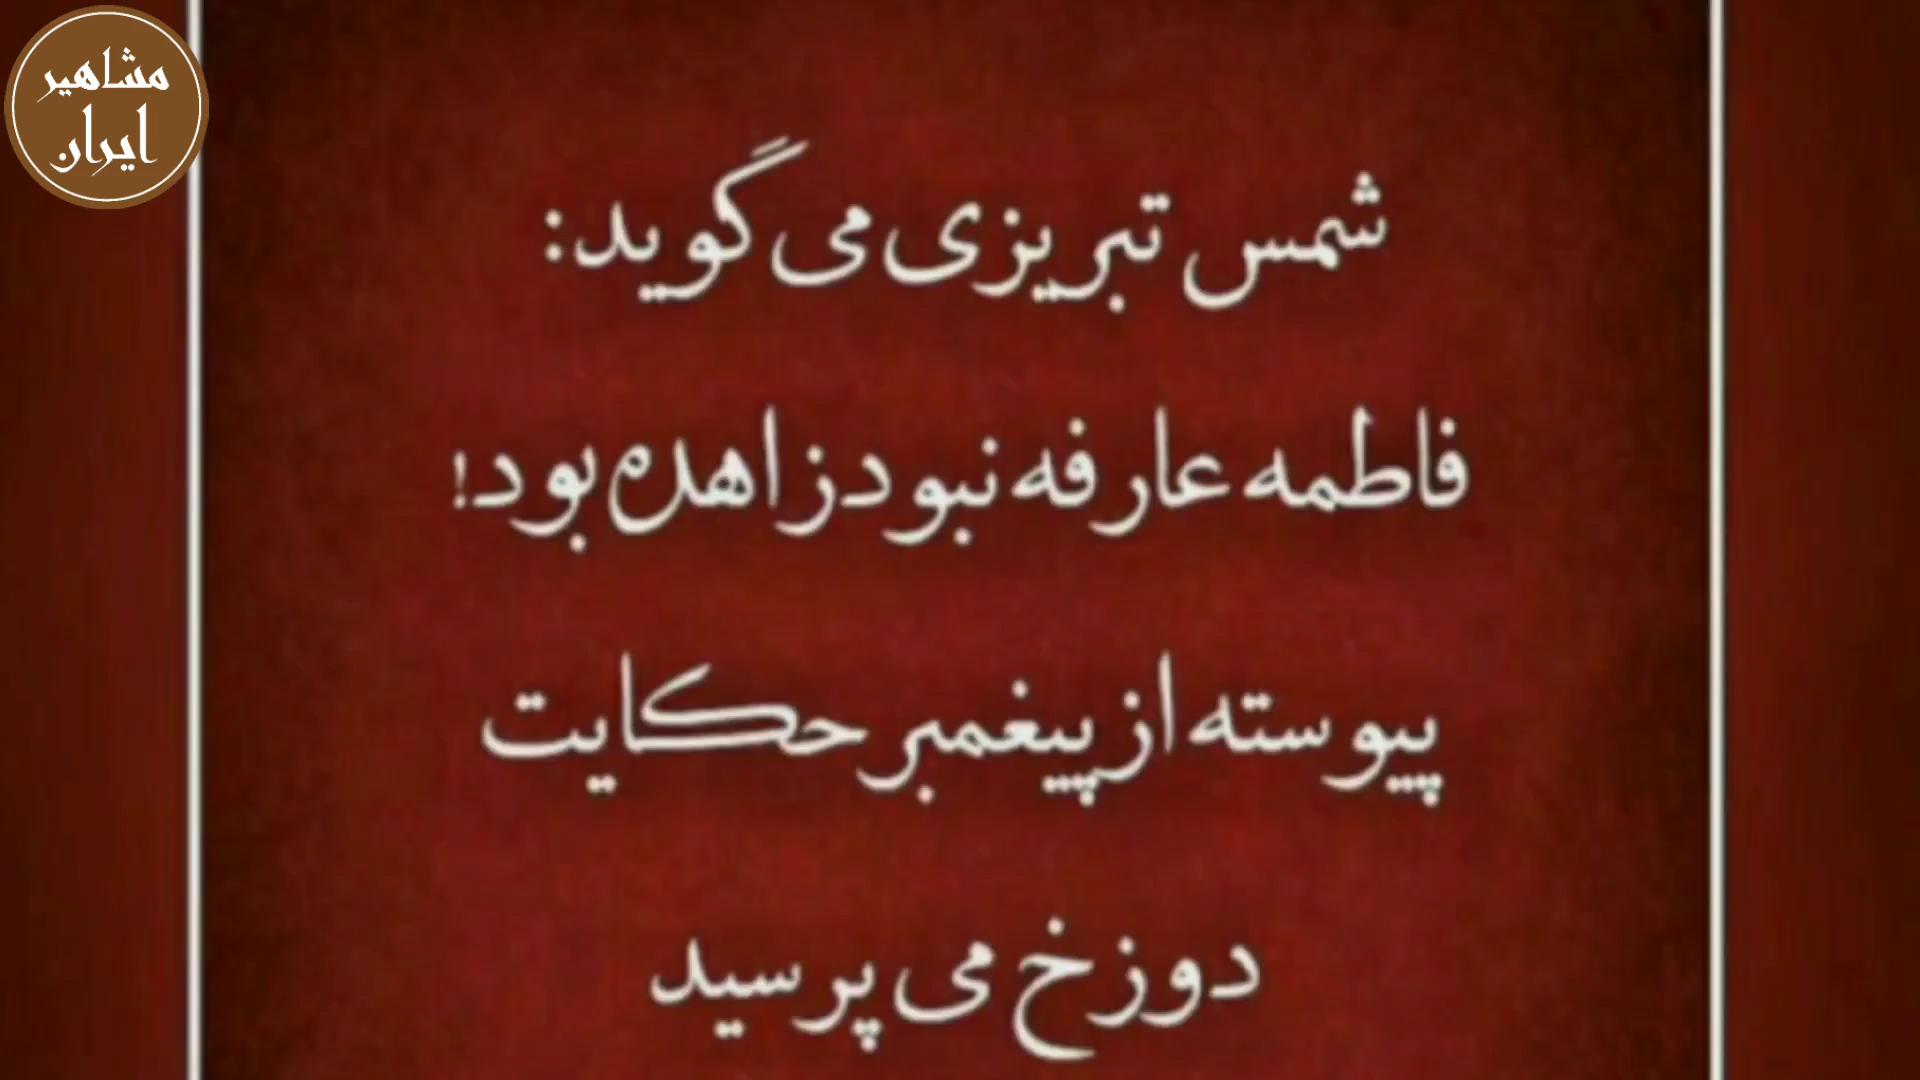 مشاهیر
ایران
شمس تبریزی می گوید:
فاطمه عارفه نبود زاهده بود!
پیوسته از پیغمبر حکایت
دوزخ می پرسید